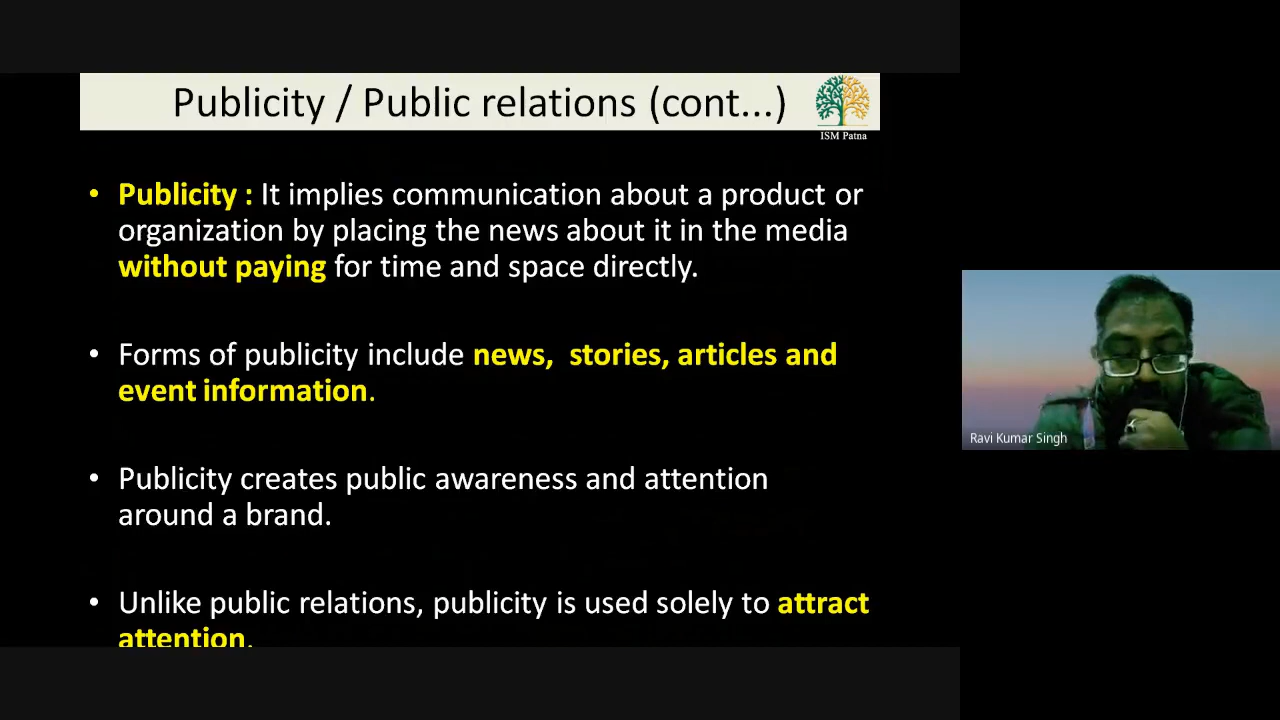 Publicity / Public relations (cont...)
ISM Patna
• Publicity : It implies communication about a product or
organization by placing the news about it in the media
without paying for time and space directly.
• Forms of publicity include news, stories, articles and
event information.
• Publicity creates public awareness and attention
around a brand.
• Unlike public relations, publicity is used solely to attract
attention.
Ravi Kumar Singh